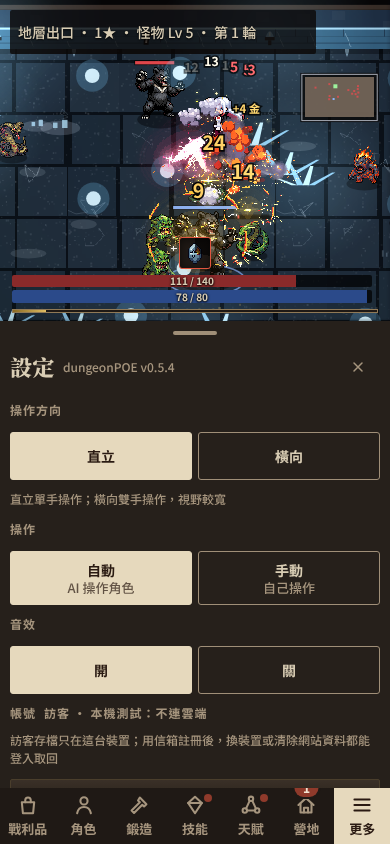 地層出口 · 1★ · 怪物 Lv 5 · 第 1 輪
12 13 15 13
+4 金
24
14
9
111 / 140
78 / 80
設定 dungeonPOE v0.5.4 ×
操作方向
直立 橫向
直立單手操作；橫向雙手操作，視野較寬
操作
自動 手動
AI 操作角色 自己操作
音效
開 關
帳號 訪客 · 本機測試：不連雲端
訪客存檔只在這台裝置；用信箱註冊後，換裝置或清除網站資料都能
登入取回
1
戰利品 角色 鍛造 技能 天賦 營地 更多